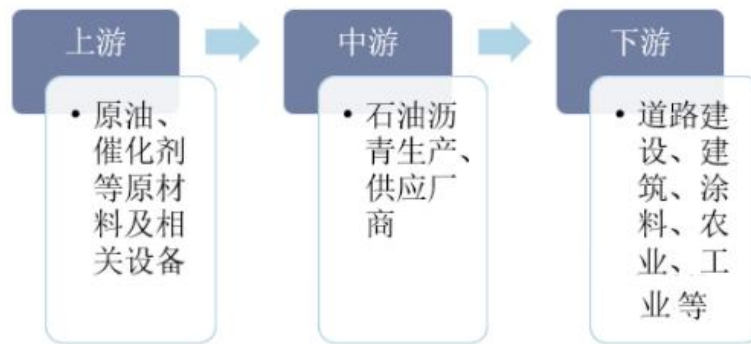 上游
• 原油、
催化剂
等原材
料及相
关设备
中游
• 石油沥
青生产、
供应厂
商
下游
• 道路建
设、建
筑、涂
料、农
业、工
业等